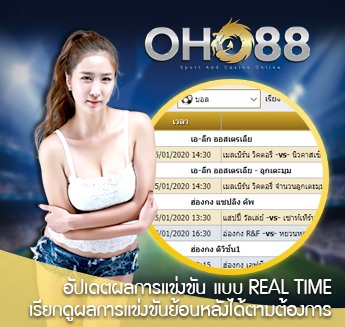 OHO88
Sport And Casino Online
บอล
เรียง
เวลา
เอ-ลีก ออสเตรเลีย
5/01/2020 14:30 เมลเบิร์น วิคตอรี่ -vs- นิวคาสเซิ
เอ-ลีก ออสเตรเลีย - ลูกเตะมุม
5/01/2020 14:30 เมลเบิร์น วิคตอรี่ จำนวนลูกเตะมุม
ฮ่องกง แชปลิง คัพ
5/01/2020 13:30 แฮปปี้ วัลเล่ย์ -vs- เซาท์เทิร์
5/01/2020 16:30 ฮ่องกง R&F -vs- หยวนห
ฮ่องกง ดิวิชั่น1
:15 ฮ่องกง เอฟ
อัปเดตผลการแข่งขัน แบบ REAL TIME
เรียกดูผลการแข่งขันย้อนหลังได้ตามต้องการ